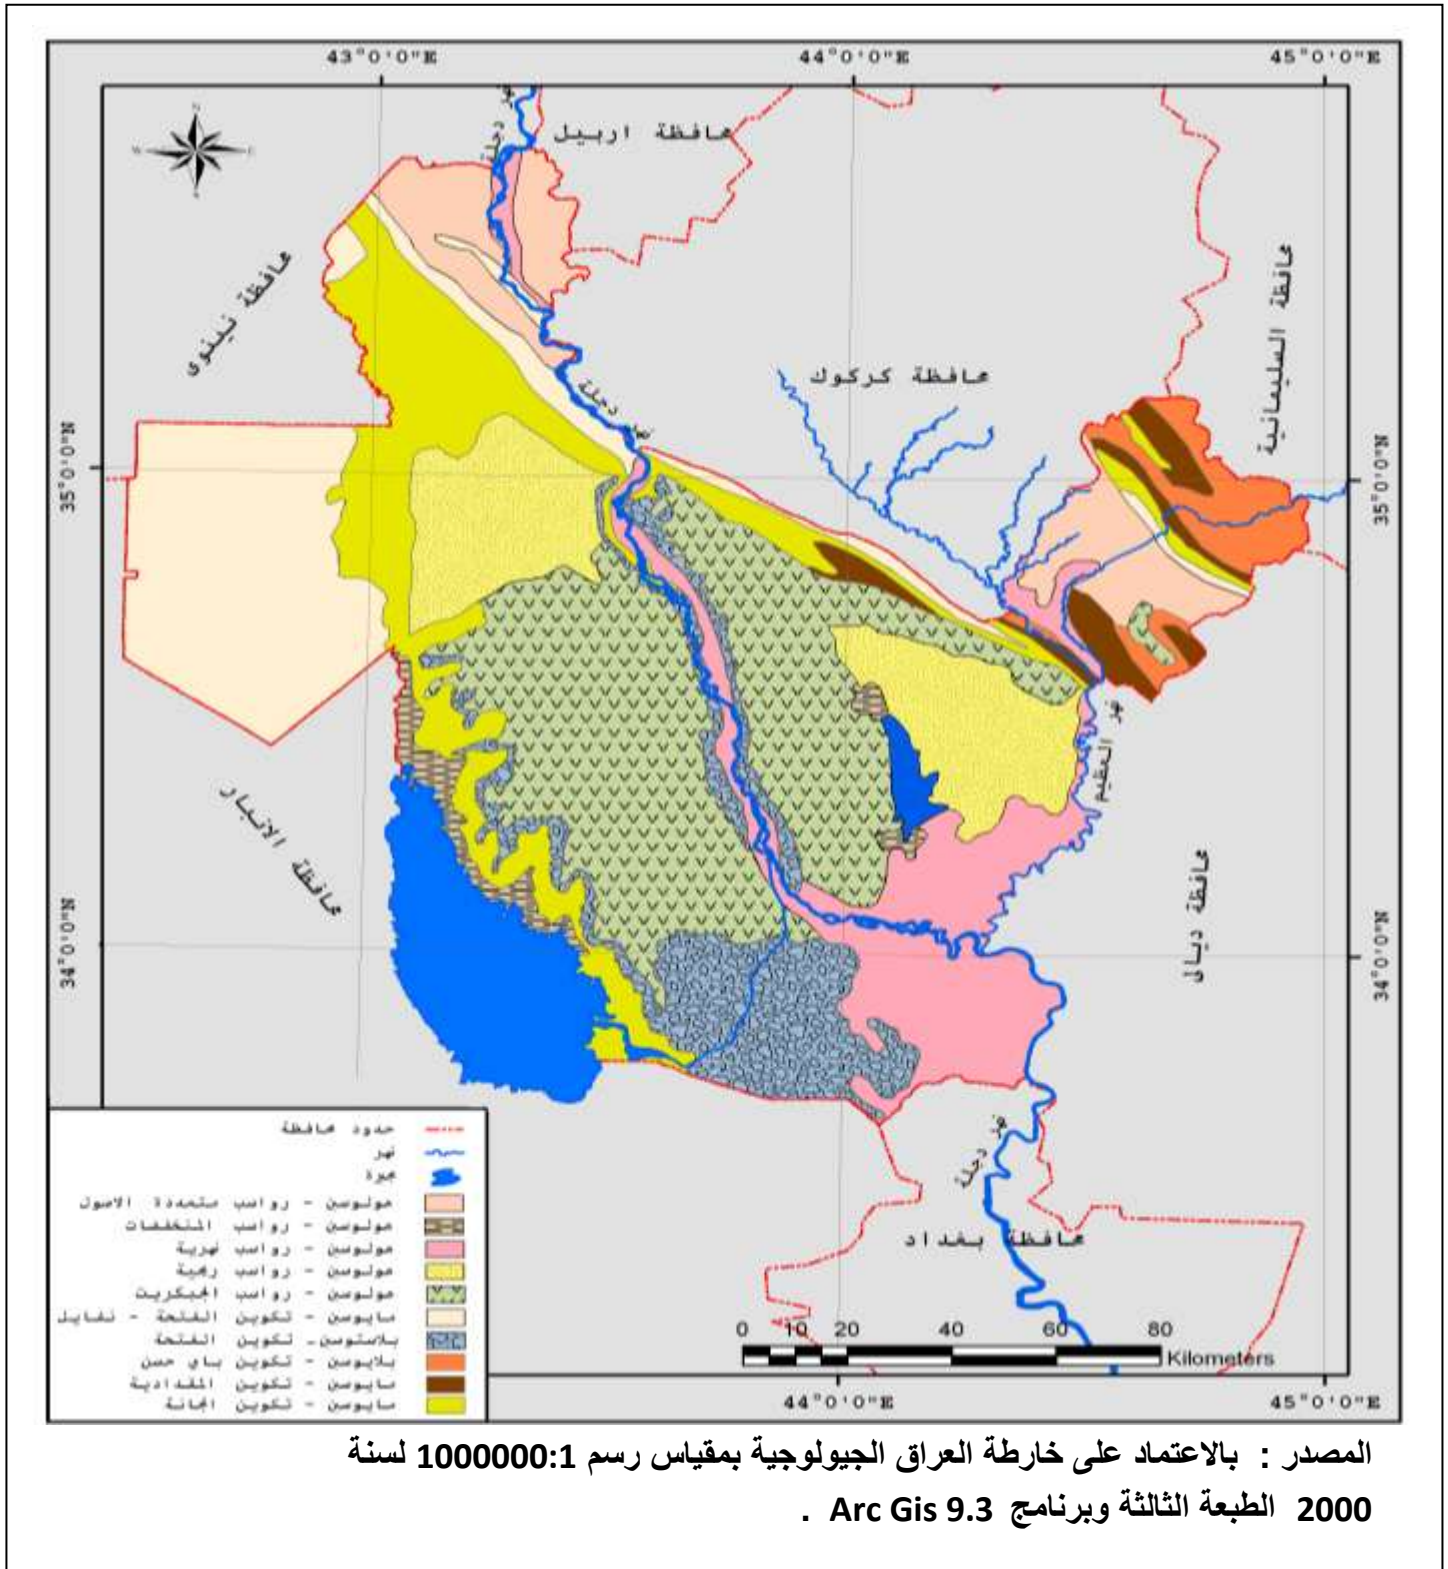 43°0'0"E
44°0'0"E
45°0'0"E
نهر دجلة
محافظة اربيل
محافظة نينوى
محافظة السليمانية
محافظة كركوك
نهر دجلة
35°0'0"N
35°0'0"N
نهر العظيم
محافظة الانبار
محافظة ديالى
34°0'0"N
34°0'0"N
نهر دجلة
محافظة بغداد
حدود محافظة
نهر
بحيرة
هولوسين - رواسب متعددة الاصول
هولوسين - رواسب المنخفضات
هولوسين - رواسب نهرية
هولوسين - رواسب ريحية
هولوسين - رواسب الجبكريت
مايوسين - تكوين الفتحة - نفايل
بلاستوسين - تكوين الفتحة
بلايوسين - تكوين باي حسن
مايوسين - تكوين المقدادية
مايوسين - تكوين انجانة
0 10 20 40 60 80
Kilometers
44°0'0"E
45°0'0"E
المصدر : بالاعتماد على خارطة العراق الجيولوجية بمقياس رسم 1000000:1 لسنة
2000 الطبعة الثالثة وبرنامج Arc Gis 9.3 .